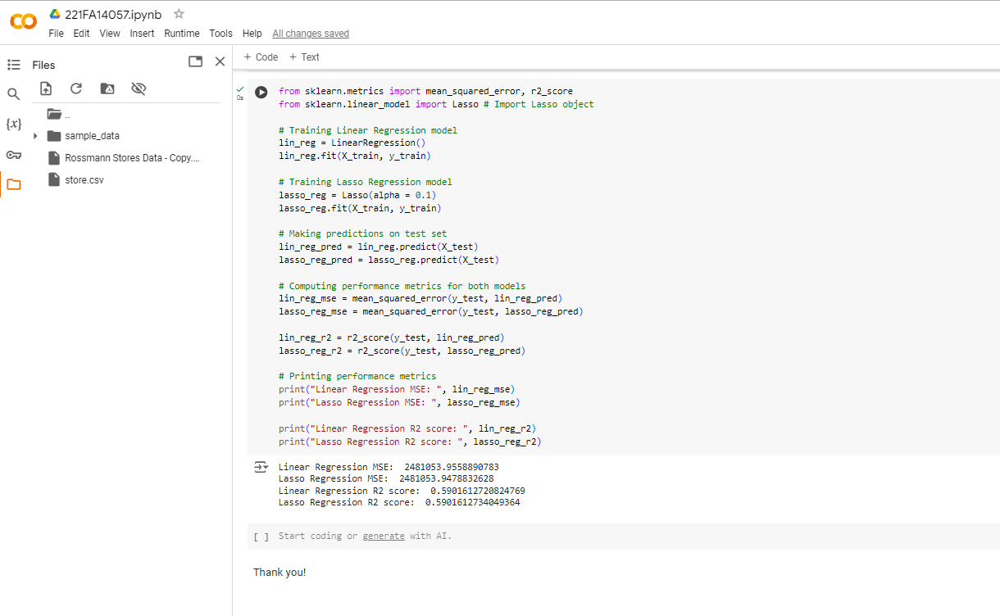 221FA14057.ipynb
File Edit View Insert Runtime Tools Help All changes saved
Files
+ Code + Text
..
sample_data
Rossmann Stores Data - Copy....
store.csv
{x}
0s
from sklearn.metrics import mean_squared_error, r2_score
from sklearn.linear_model import Lasso # Import Lasso object
# Training Linear Regression model
lin_reg = LinearRegression()
lin_reg.fit(X_train, y_train)
# Training Lasso Regression model
lasso_reg = Lasso(alpha = 0.1)
lasso_reg.fit(X_train, y_train)
# Making predictions on test set
lin_reg_pred = lin_reg.predict(X_test)
lasso_reg_pred = lasso_reg.predict(X_test)
# Computing performance metrics for both models
lin_reg_mse = mean_squared_error(y_test, lin_reg_pred)
lasso_reg_mse = mean_squared_error(y_test, lasso_reg_pred)
lin_reg_r2 = r2_score(y_test, lin_reg_pred)
lasso_reg_r2 = r2_score(y_test, lasso_reg_pred)
# Printing performance metrics
print("Linear Regression MSE: ", lin_reg_mse)
print("Lasso Regression MSE: ", lasso_reg_mse)
print("Linear Regression R2 score: ", lin_reg_r2)
print("Lasso Regression R2 score: ", lasso_reg_r2)
Linear Regression MSE:  2481053.9558890783
Lasso Regression MSE:  2481053.9478832628
Linear Regression R2 score:  0.5901612720824769
Lasso Regression R2 score:  0.5901612734049364
[ ] Start coding or generate with AI.
Thank you!